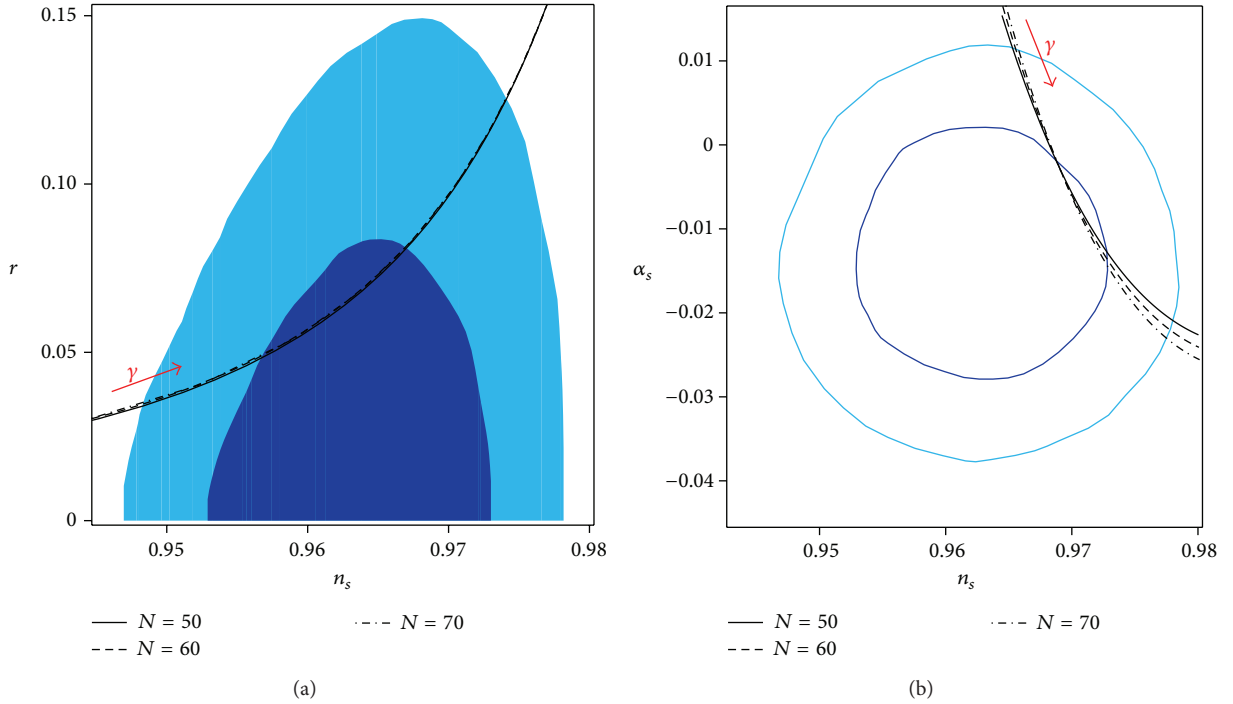 0.15
0.10
r
0.05
0
γ
0.95
0.96
0.97
0.98
n_s
N = 50
N = 60
N = 70
(a)
0.01
0
−0.01
α_s
−0.02
−0.03
−0.04
γ
0.95
0.96
0.97
0.98
n_s
N = 50
N = 60
N = 70
(b)